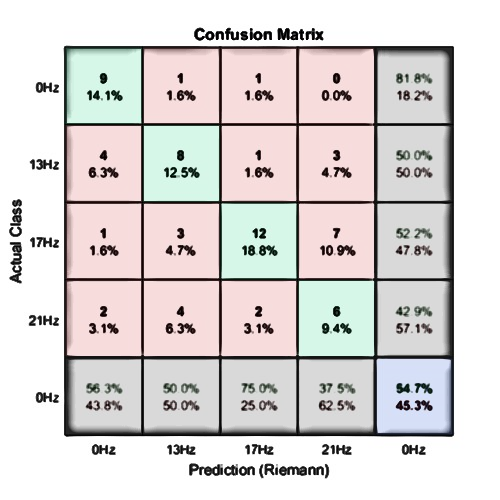 Confusion Matrix
0Hz 9 1 1 0 81.8%
14.1% 1.6% 1.6% 0.0% 18.2%
13Hz 4 8 1 3 50.0%
6.3% 12.5% 1.6% 4.7% 50.0%
17Hz 1 3 12 7 52.2%
1.6% 4.7% 18.8% 10.9% 47.8%
21Hz 2 4 2 6 42.9%
3.1% 6.3% 3.1% 9.4% 57.1%
0Hz 56.3% 50.0% 75.0% 37.5% 54.7%
43.8% 50.0% 25.0% 62.5% 45.3%
0Hz 13Hz 17Hz 21Hz 0Hz
Prediction (Riemann)
Actual Class